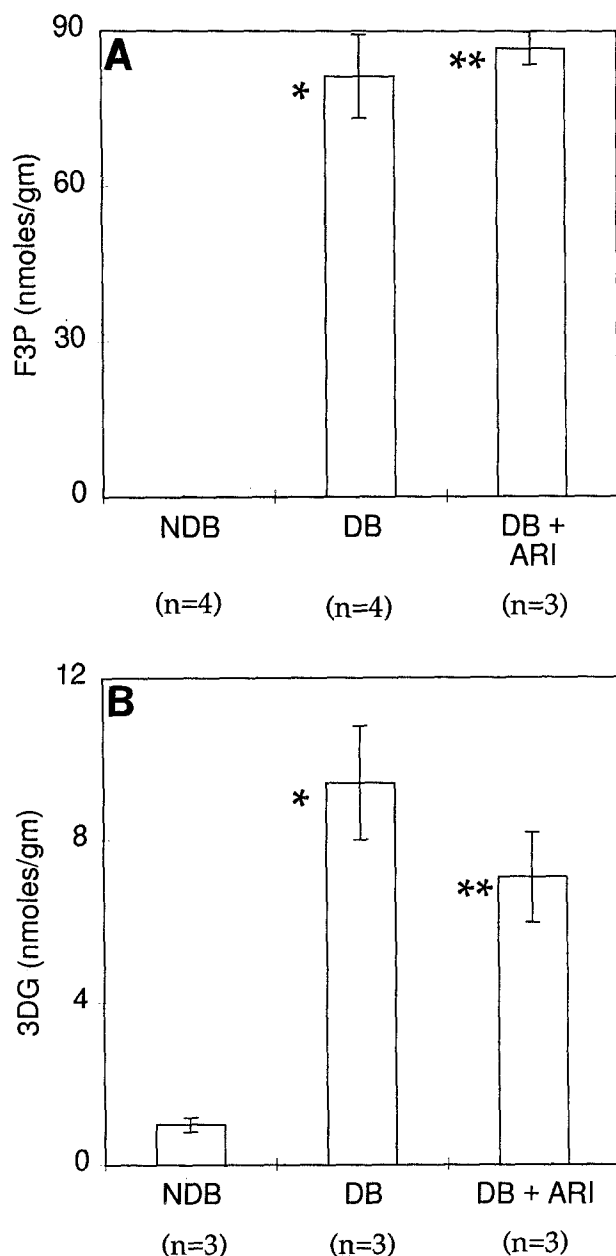 A
90
60
30
0
F3P (nmoles/gm)
*
**
NDB
DB
DB +
ARI
(n=4)
(n=4)
(n=3)
B
12
8
4
0
3DG (nmoles/gm)
*
**
NDB
DB
DB + ARI
(n=3)
(n=3)
(n=3)